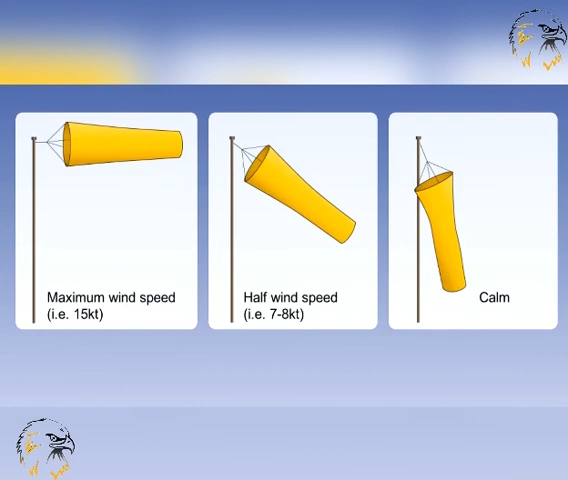 Maximum wind speed
(i.e. 15kt)
Half wind speed
(i.e. 7-8kt)
Calm